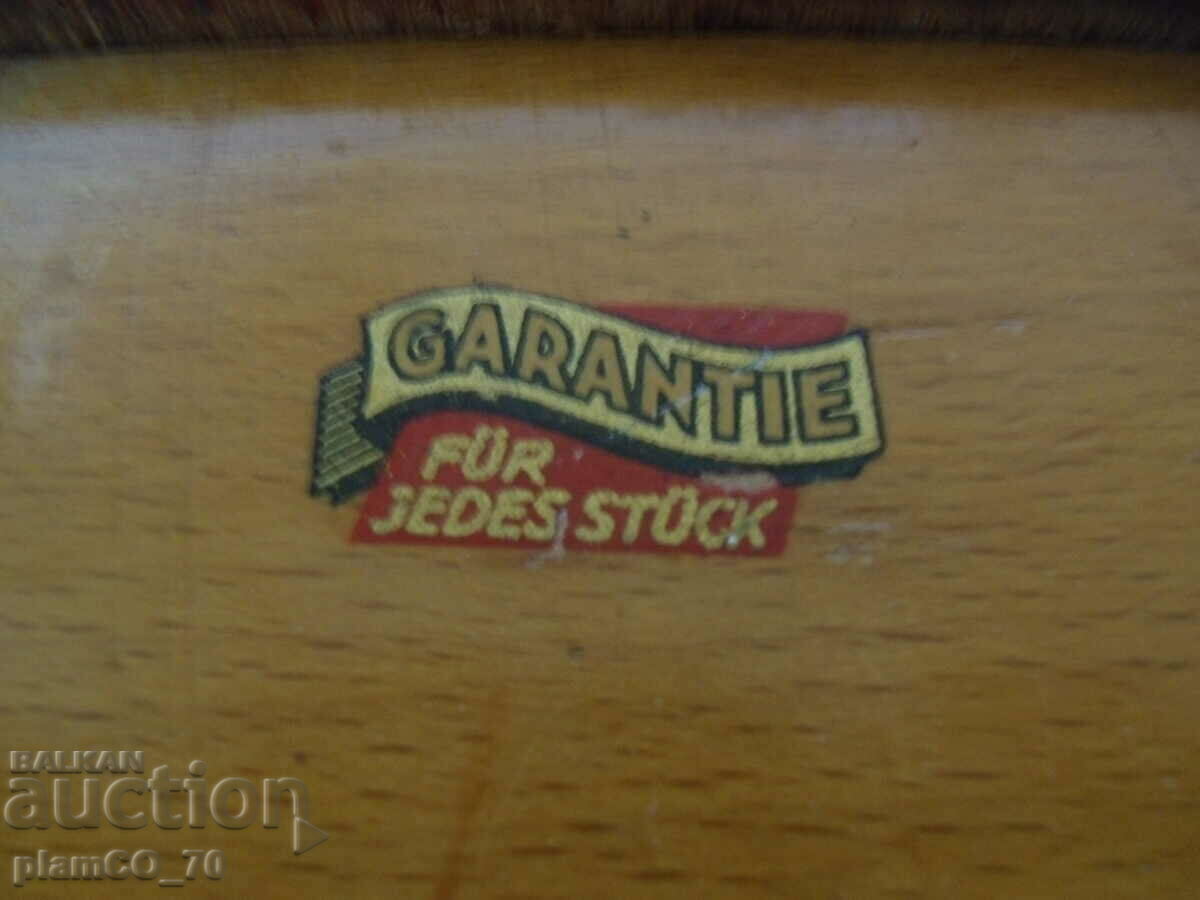 GARANTIE
FÜR
JEDES STÜCK
BALKAN
auction
plamCO_70